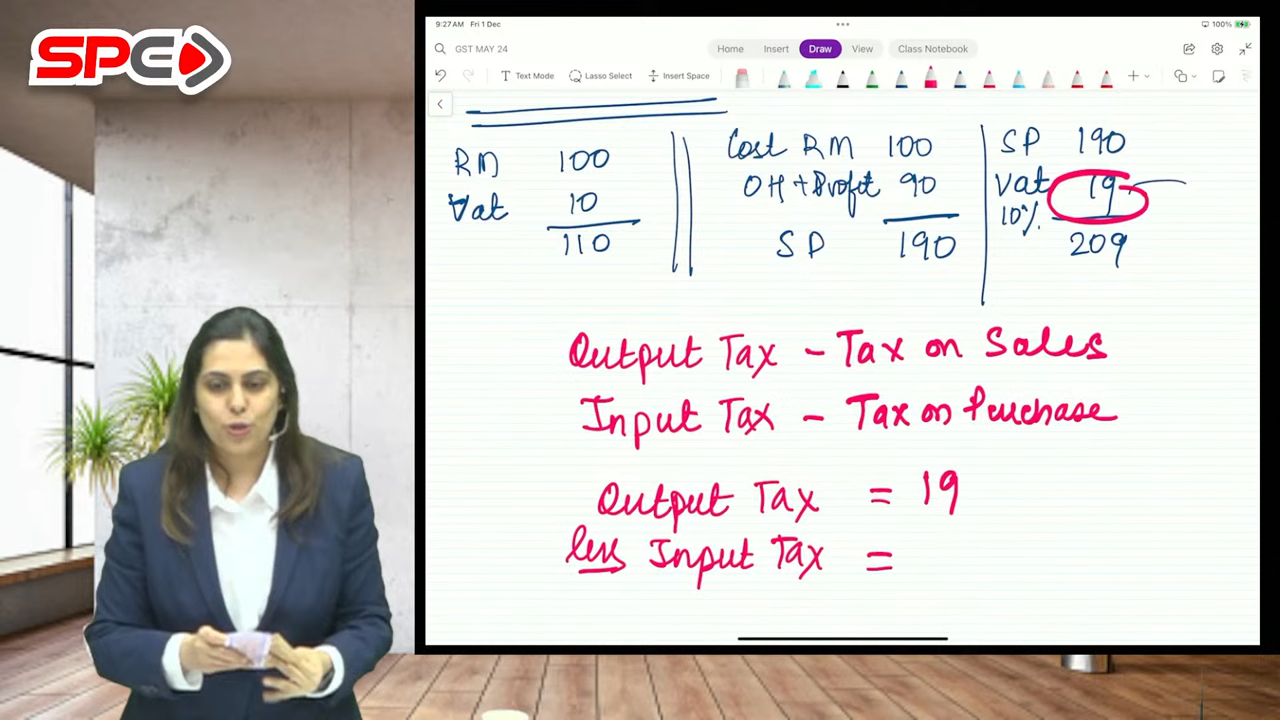 SPED
9:27 AM Fri 1 Dec
100%
GST MAY 24
Home Insert Draw View Class Notebook
Text Mode Lasso Select Insert Space
RM 100
Vat 10
110
Cost RM 100
OH + Profit 90
SP 190
SP 190
Vat 19
10%
209
Output Tax - Tax on Sales
Input Tax - Tax on Purchase
Output Tax = 19
less Input Tax =